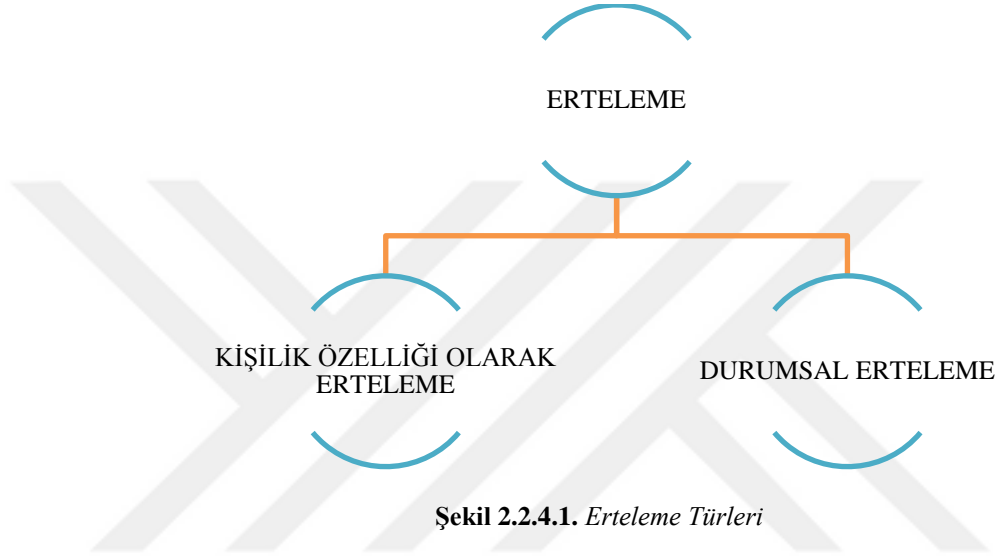 ERTELEME
KİŞİLİK ÖZELLİĞİ OLARAK
ERTELEME
DURUMSAL ERTELEME
Şekil 2.2.4.1. Erteleme Türleri